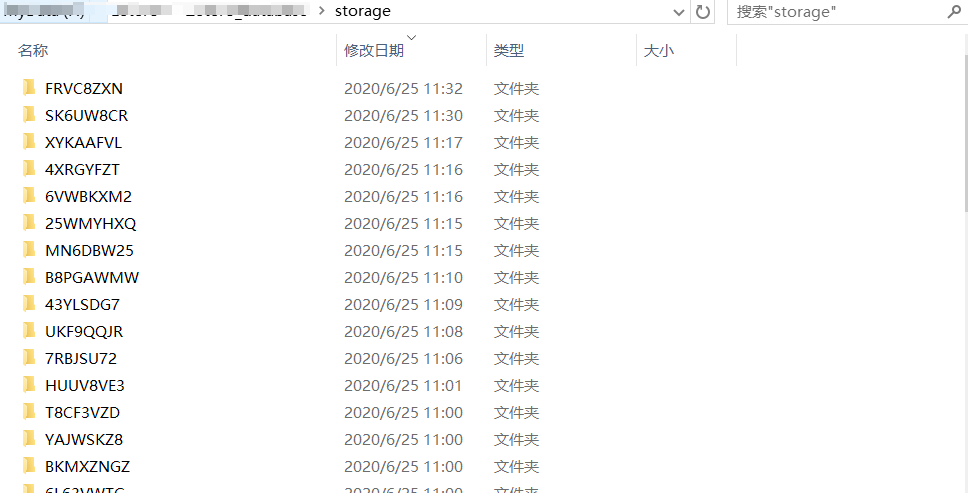 storage
搜索"storage"
名称 修改日期 类型 大小
FRVC8ZXN 2020/6/25 11:32 文件夹
SK6UW8CR 2020/6/25 11:30 文件夹
XYKAAFVL 2020/6/25 11:17 文件夹
4XRGYFZT 2020/6/25 11:16 文件夹
6VWBKXM2 2020/6/25 11:16 文件夹
25WMYHXQ 2020/6/25 11:15 文件夹
MN6DBW25 2020/6/25 11:15 文件夹
B8PGAWMW 2020/6/25 11:10 文件夹
43YLSDG7 2020/6/25 11:09 文件夹
UKF9QQJR 2020/6/25 11:08 文件夹
7RBJSU72 2020/6/25 11:06 文件夹
HUUV8VE3 2020/6/25 11:01 文件夹
T8CF3VZD 2020/6/25 11:00 文件夹
YAJWSKZ8 2020/6/25 11:00 文件夹
BKMXZNGZ 2020/6/25 11:00 文件夹
2020/6/25 11:00 文件夹